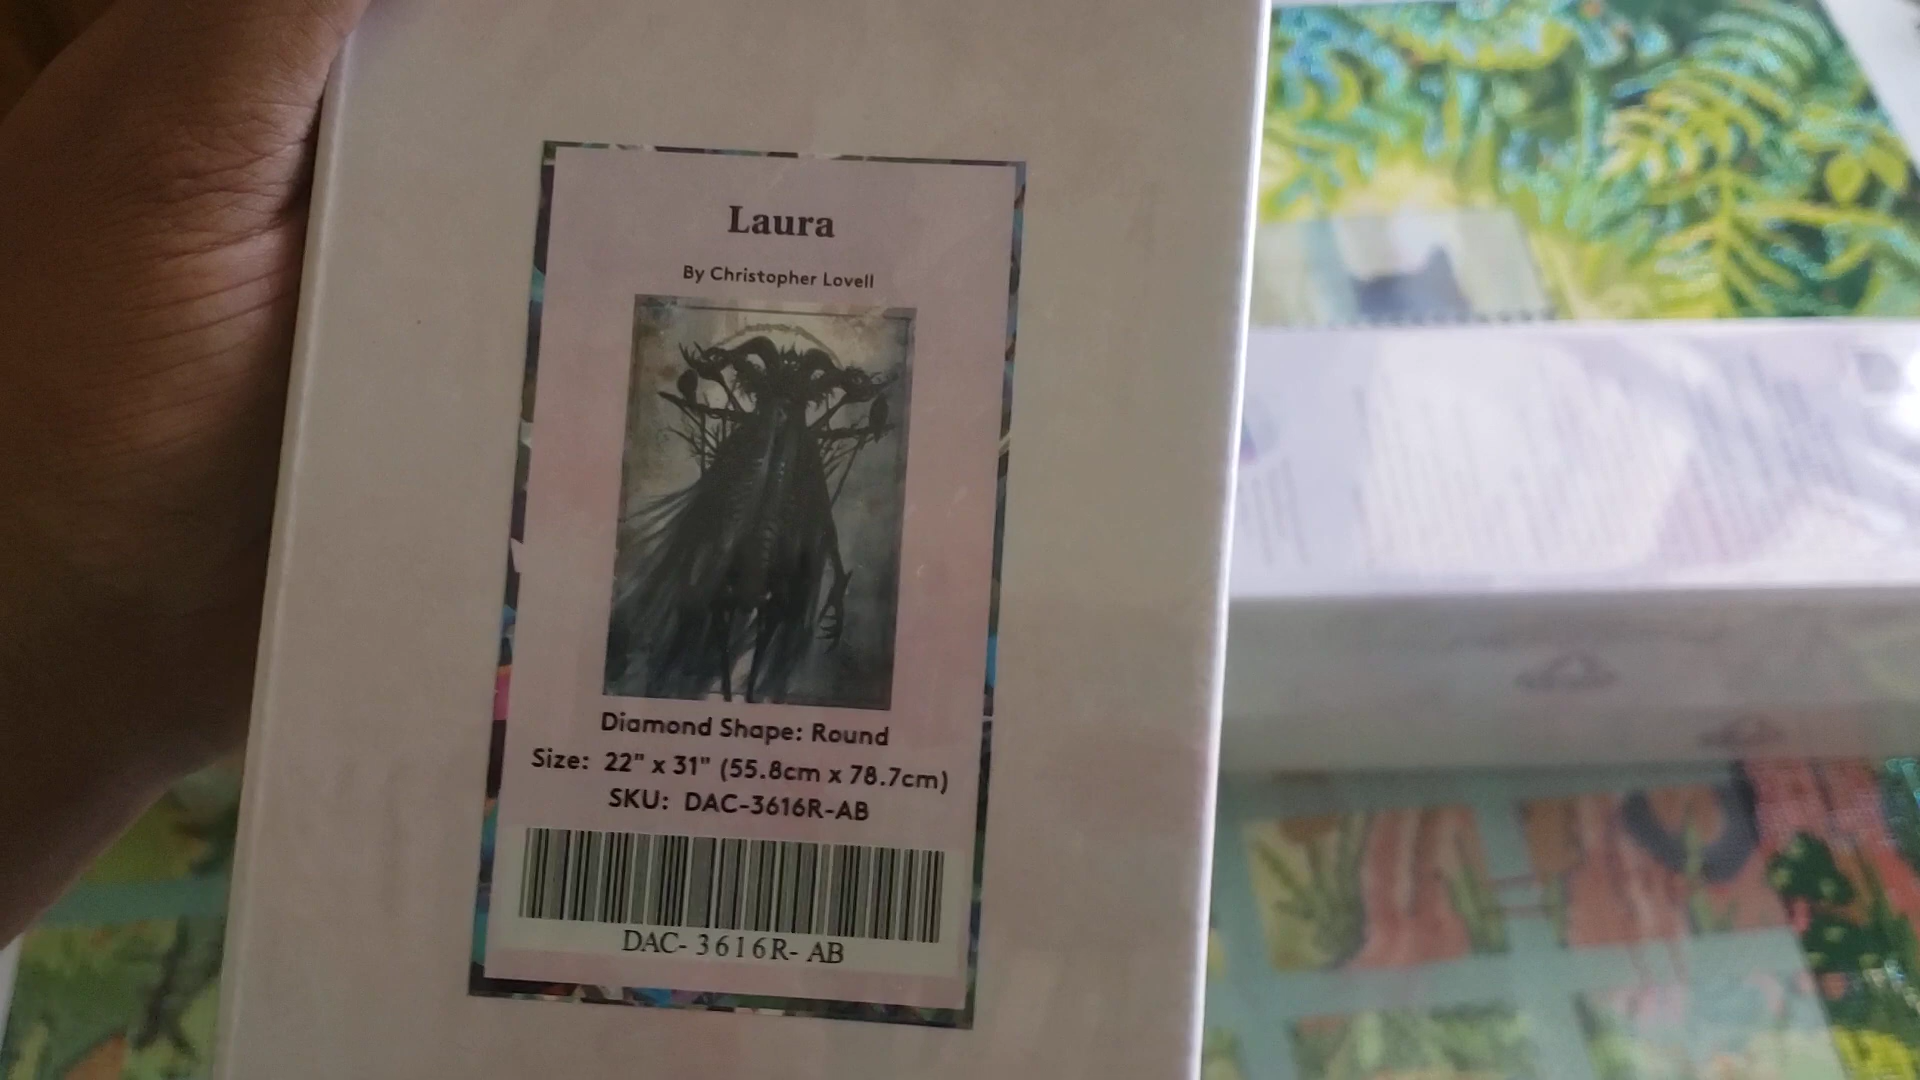 Laura
By Christopher Lovell
Diamond Shape: Round
Size: 22" x 31" (55.8cm x 78.7cm)
SKU: DAC-3616R-AB
DAC- 3616R- AB